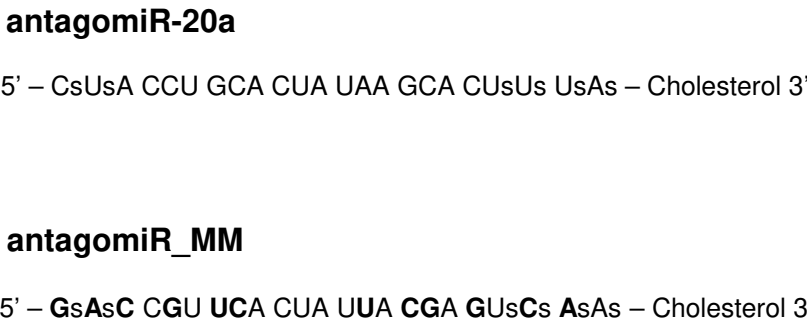 antagomiR-20a
5’ – CsUsA CCU GCA CUA UAA GCA CUsUs UsAs – Cholesterol 3’
antagomiR_MM
5’ – GsAsC CGU UCA CUA UUA CGA GUsCs AsAs – Cholesterol 3